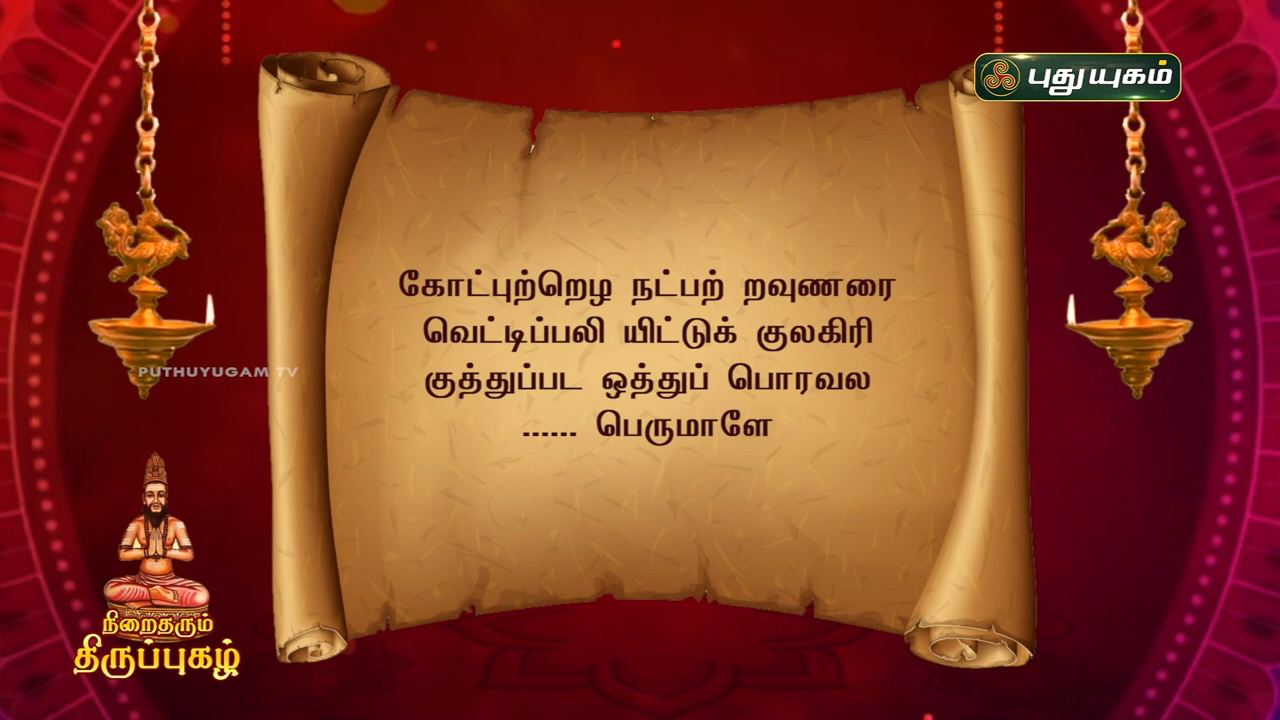 புதுயுகம்
கோட்புற்றெழ நட்பற் றவுணரை
வெட்டிப்பலி யிட்டுக் குலகிரி
குத்துப்பட ஒத்துப் பொரவல
...... பெருமாளே
PUTHUYUGAM TV
நிறைதரும்
திருப்புகழ்